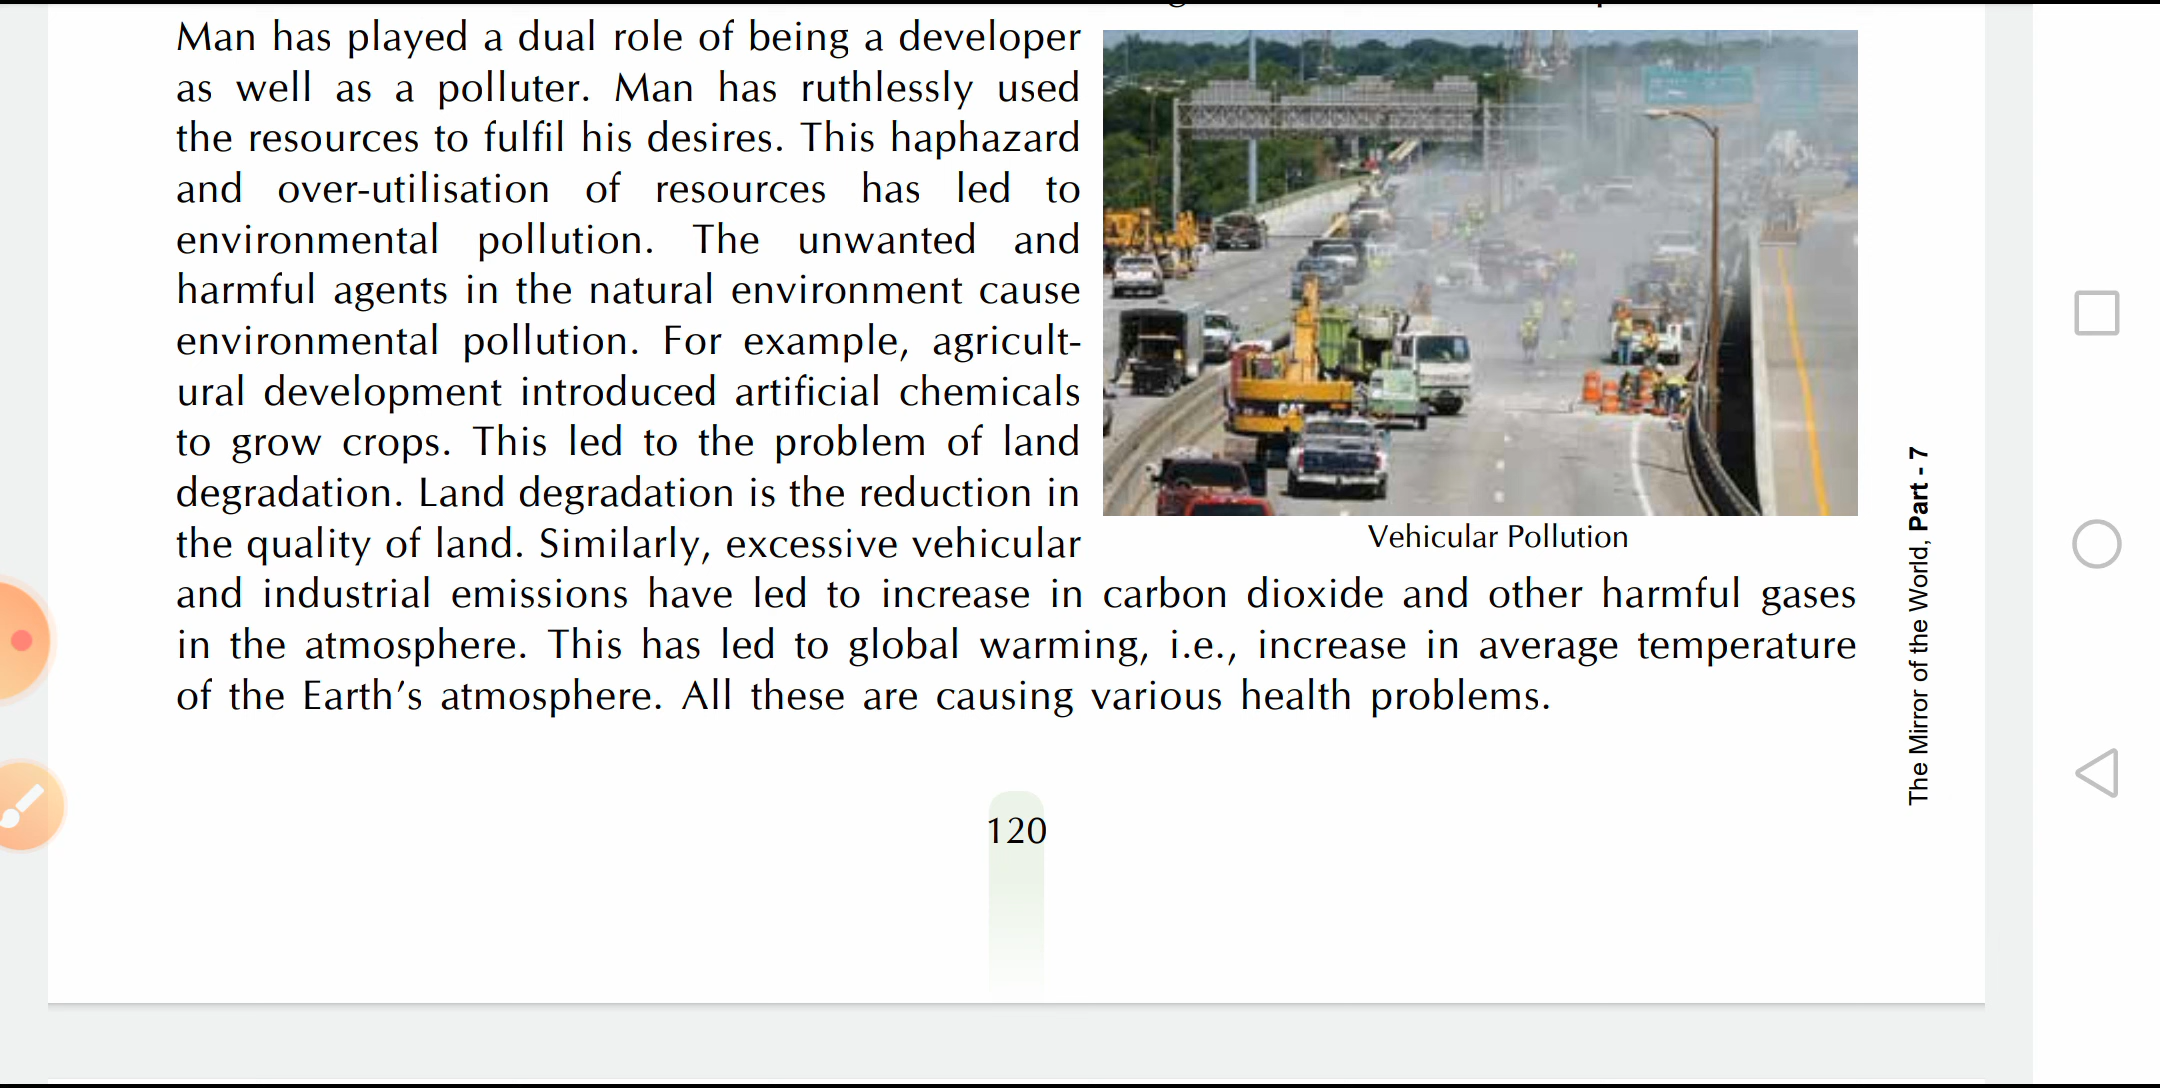 Man has played a dual role of being a developer
as well as a polluter. Man has ruthlessly used
the resources to fulfil his desires. This haphazard
and over-utilisation of resources has led to
environmental pollution. The unwanted and
harmful agents in the natural environment cause
environmental pollution. For example, agricult-
ural development introduced artificial chemicals
to grow crops. This led to the problem of land
degradation. Land degradation is the reduction in
the quality of land. Similarly, excessive vehicular
and industrial emissions have led to increase in carbon dioxide and other harmful gases
in the atmosphere. This has led to global warming, i.e., increase in average temperature
of the Earth's atmosphere. All these are causing various health problems.
Vehicular Pollution
The Mirror of the World, Part - 7
120